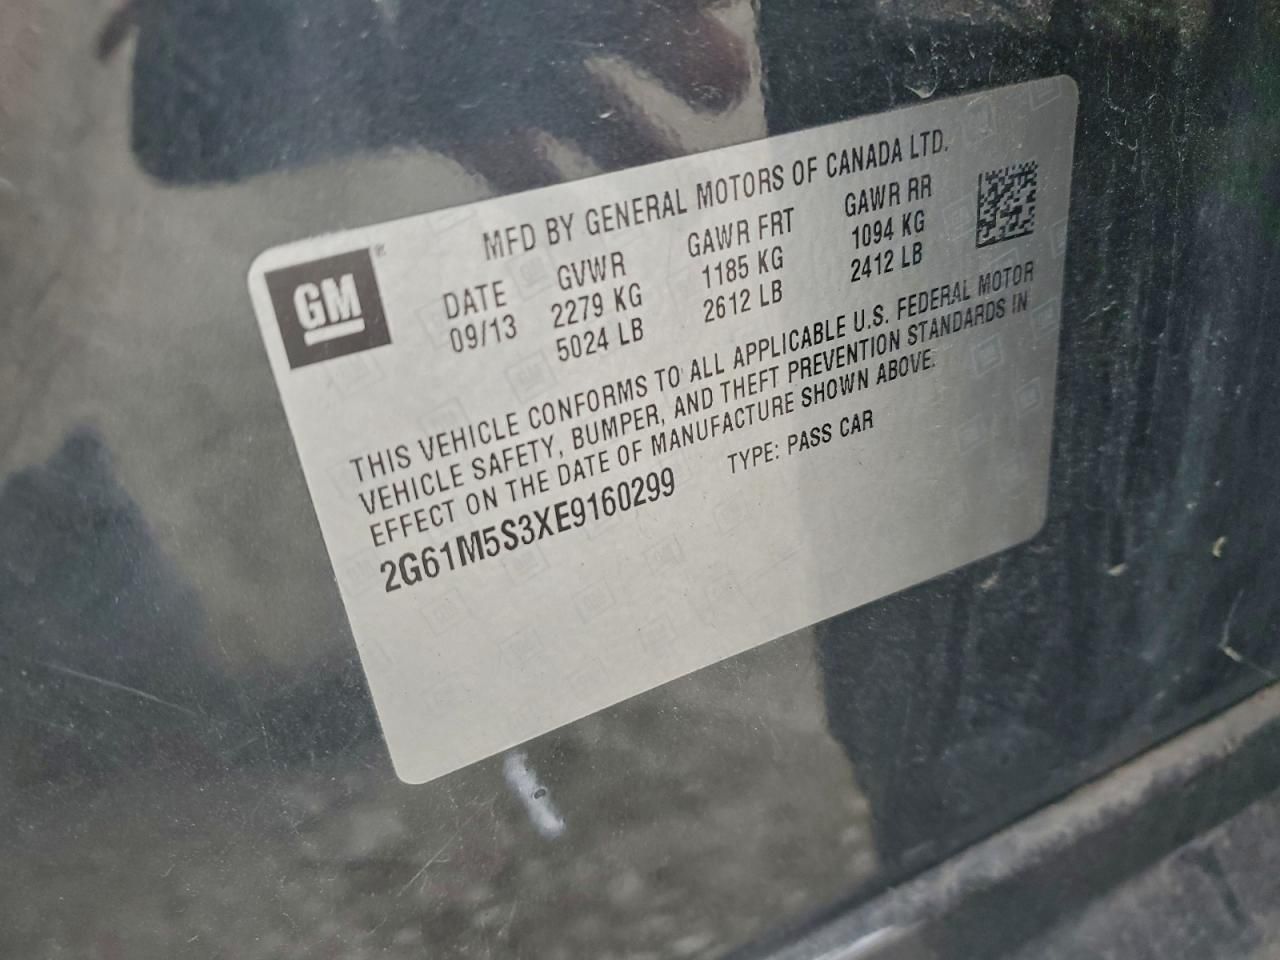 GM
MFD BY GENERAL MOTORS OF CANADA LTD.
DATE GVWR GAWR FRT GAWR RR
09/13 2279 KG 1185 KG 1094 KG
5024 LB 2612 LB 2412 LB
THIS VEHICLE CONFORMS TO ALL APPLICABLE U.S. FEDERAL MOTOR
VEHICLE SAFETY, BUMPER, AND THEFT PREVENTION STANDARDS IN
EFFECT ON THE DATE OF MANUFACTURE SHOWN ABOVE.
2G61M5S3XE9160299 TYPE: PASS CAR